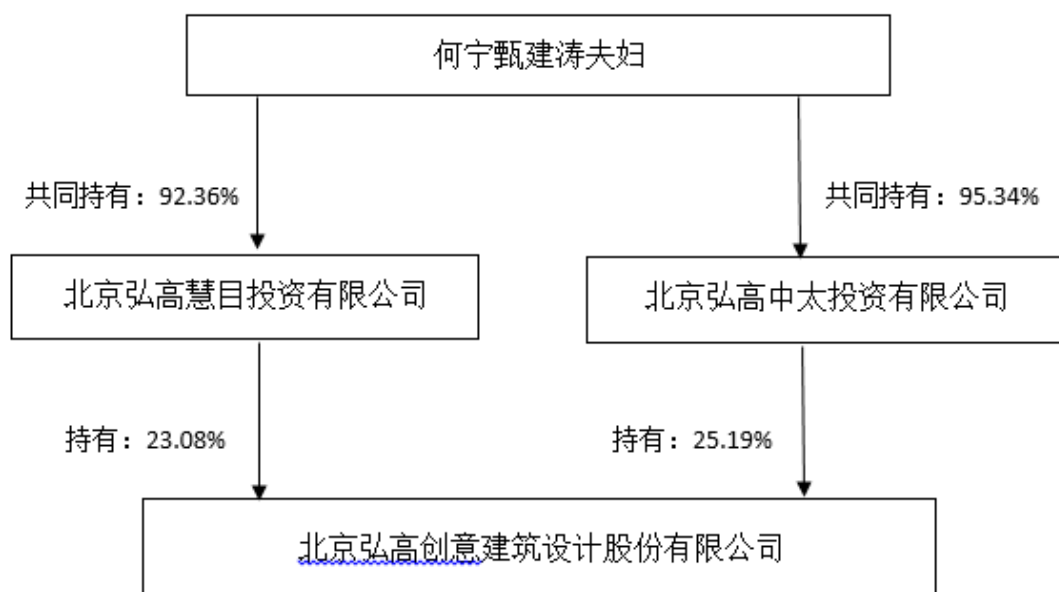 何宁甄建涛夫妇
共同持有：92.36%
共同持有：95.34%
北京弘高慧目投资有限公司
北京弘高中太投资有限公司
持有：23.08%
持有：25.19%
北京弘高创意建筑设计股份有限公司